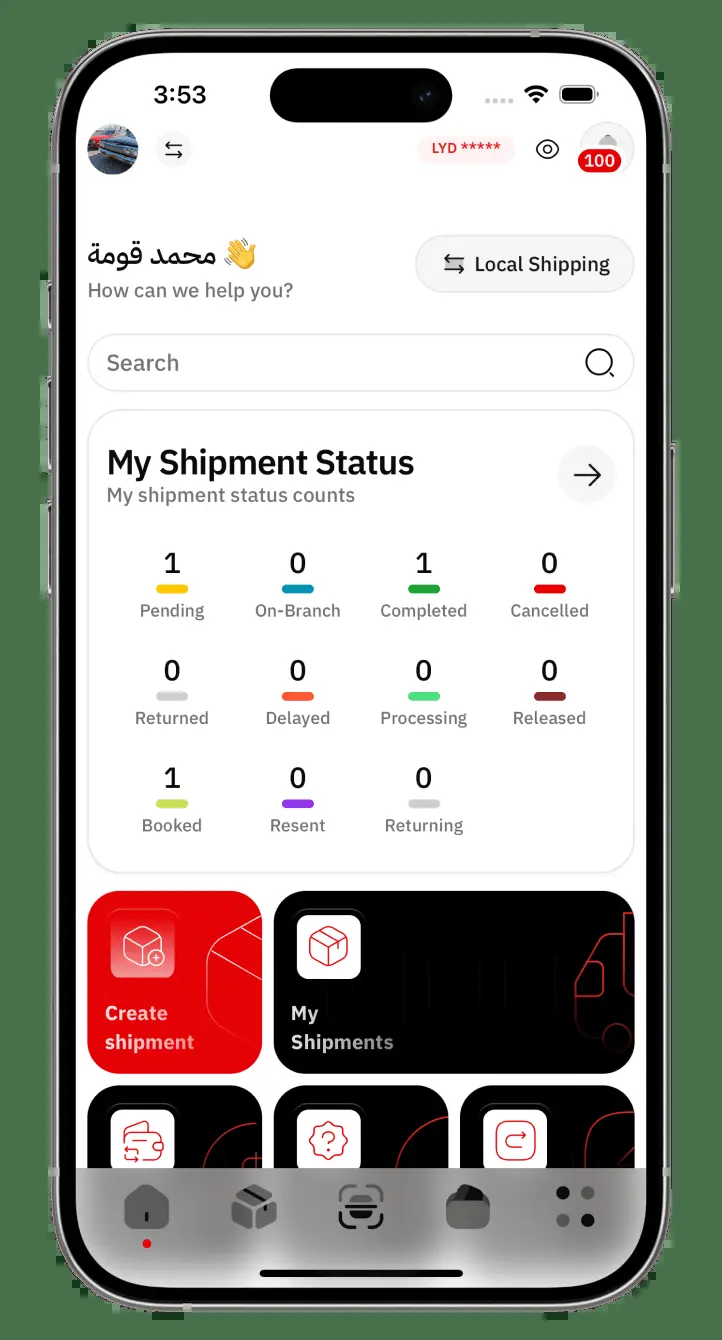 3:53
LYD *****
100
محمد قومة 👋
Local Shipping
How can we help you?
Search
My Shipment Status
My shipment status counts
1 0 1 0
Pending On-Branch Completed Cancelled
0 0 0 0
Returned Delayed Processing Released
1 0 0
Booked Resent Returning
Create
shipment
My
Shipments